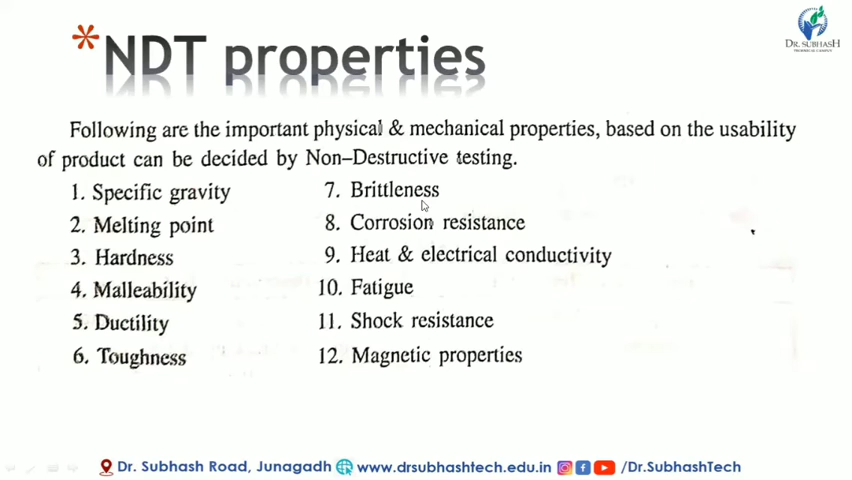 * NDT properties
DR. SUBHASH
Following are the important physical & mechanical properties, based on the usability
of product can be decided by Non–Destructive testing.
1. Specific gravity
2. Melting point
3. Hardness
4. Malleability
5. Ductility
6. Toughness
7. Brittleness
8. Corrosion resistance
9. Heat & electrical conductivity
10. Fatigue
11. Shock resistance
12. Magnetic properties
Dr. Subhash Road, Junagadh www.drsubhashtech.edu.in /Dr.SubhashTech